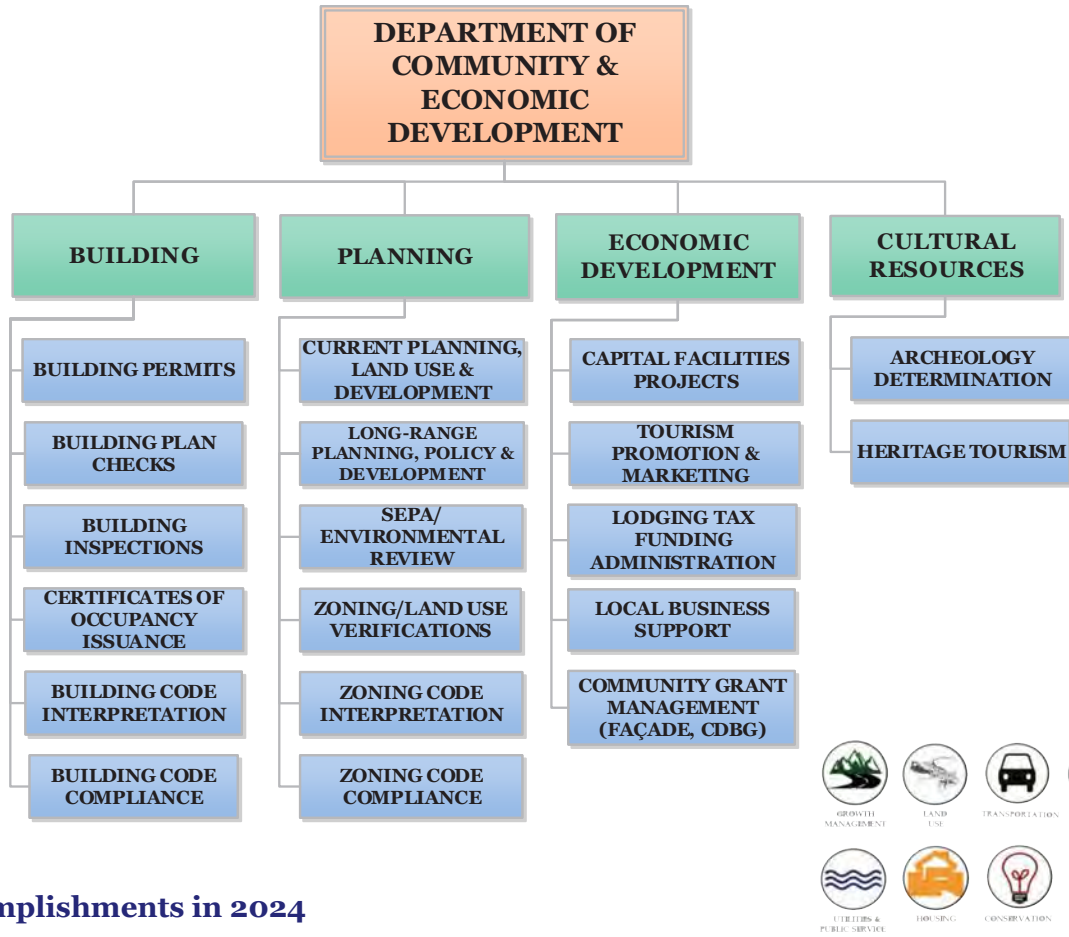 DEPARTMENT OF
COMMUNITY &
ECONOMIC
DEVELOPMENT
BUILDING
BUILDING PERMITS
BUILDING PLAN
CHECKS
BUILDING
INSPECTIONS
CERTIFICATES OF
OCCUPANCY
ISSUANCE
BUILDING CODE
INTERPRETATION
BUILDING CODE
COMPLIANCE
PLANNING
CURRENT PLANNING,
LAND USE &
DEVELOPMENT
LONG-RANGE
PLANNING, POLICY &
DEVELOPMENT
SEPA/
ENVIRONMENTAL
REVIEW
ZONING/LAND USE
VERIFICATIONS
ZONING CODE
INTERPRETATION
ZONING CODE
COMPLIANCE
ECONOMIC
DEVELOPMENT
CAPITAL FACILITIES
PROJECTS
TOURISM
PROMOTION &
MARKETING
LODGING TAX
FUNDING
ADMINISTRATION
LOCAL BUSINESS
SUPPORT
COMMUNITY GRANT
MANAGEMENT
(FAÇADE, CDBG)
CULTURAL
RESOURCES
ARCHEOLOGY
DETERMINATION
HERITAGE TOURISM
GROWTH
MANAGEMENT
LAND
USE
TRANSPORTATION
UTILITIES &
PUBLIC SERVICE
HOUSING
CONSERVATION
mplishments in 2024